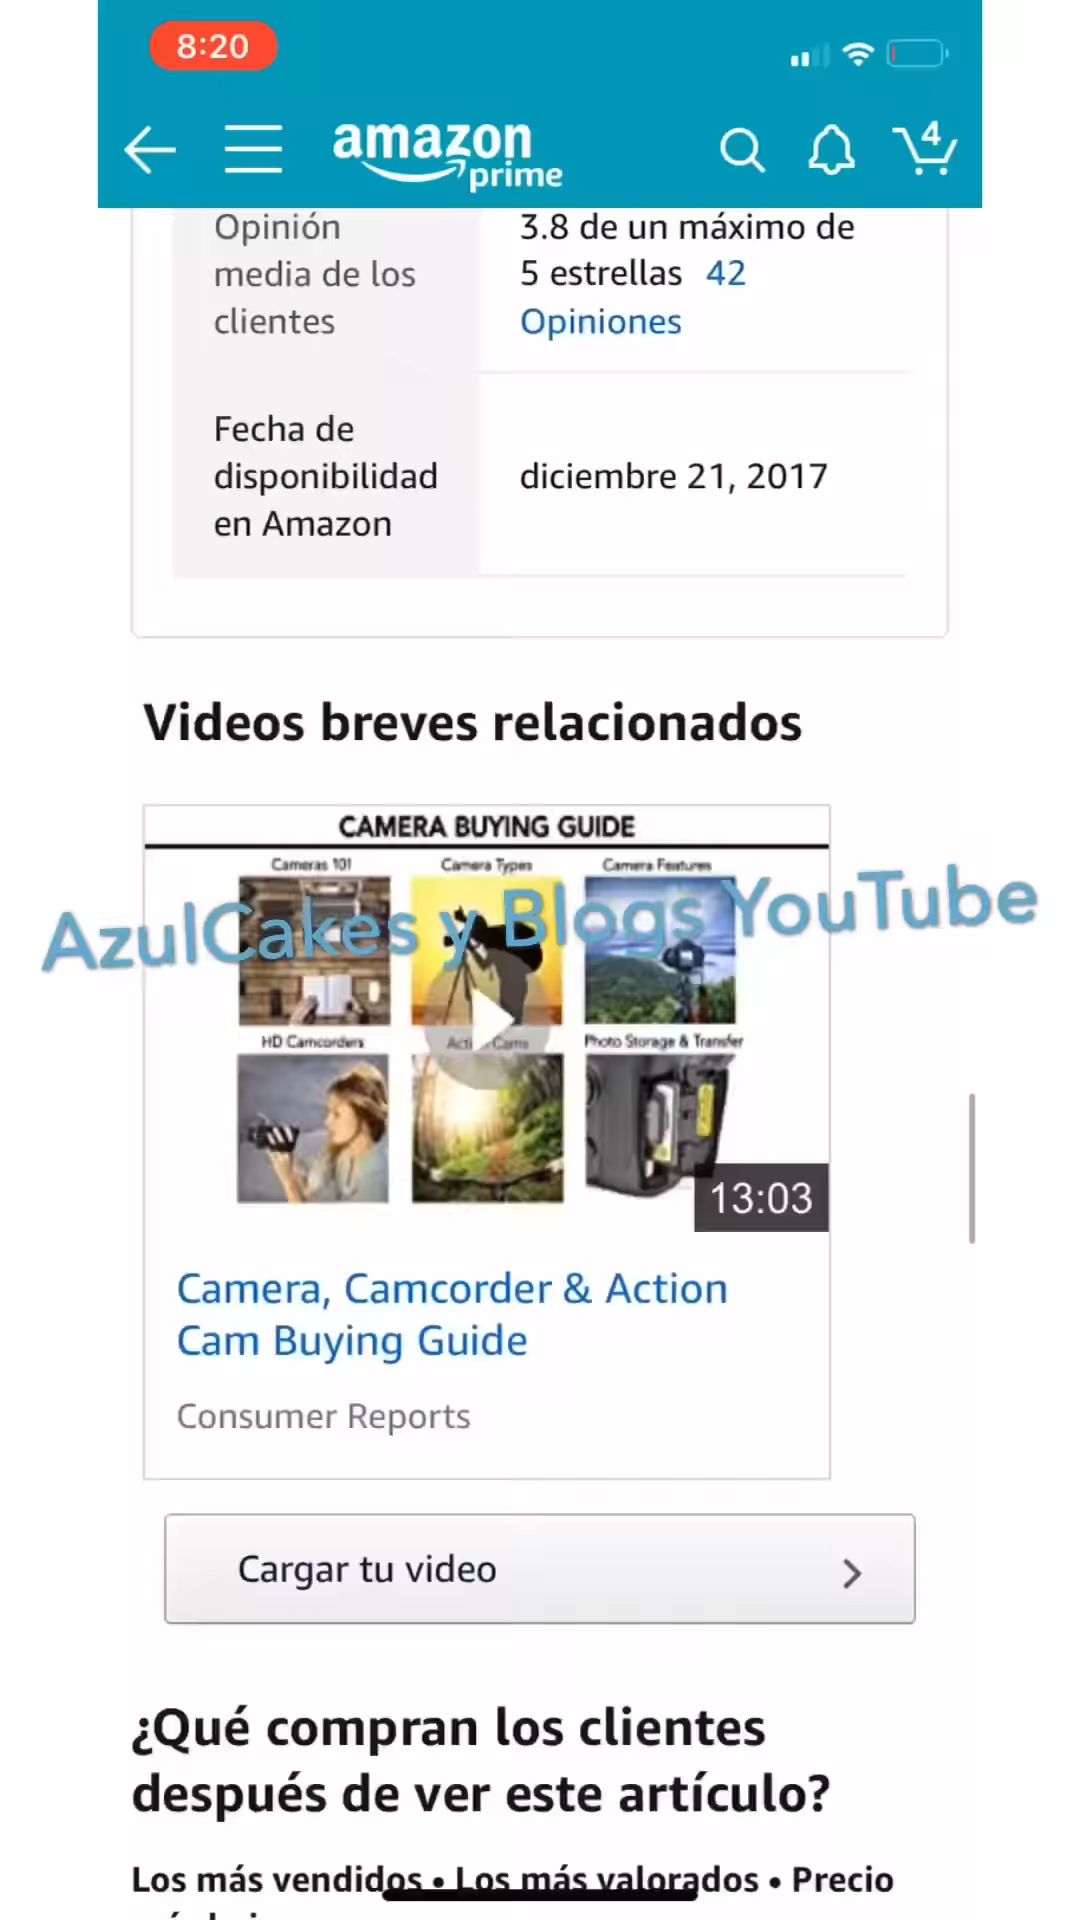 8:20
amazon
prime
4
Opinión
media de los
clientes
3.8 de un máximo de
5 estrellas 42
Opiniones
Fecha de
disponibilidad
en Amazon
diciembre 21, 2017
Videos breves relacionados
CAMERA BUYING GUIDE
Cameras 101
Camera Types
Camera Features
AzulCakes y Blogs YouTube
HD Camcorders
Cams
Photo Storage & Transfer
13:03
Camera, Camcorder & Action
Cam Buying Guide
Consumer Reports
Cargar tu video
¿Qué compran los clientes
después de ver este artículo?
Los más vendidos • Los más valorados • Precio